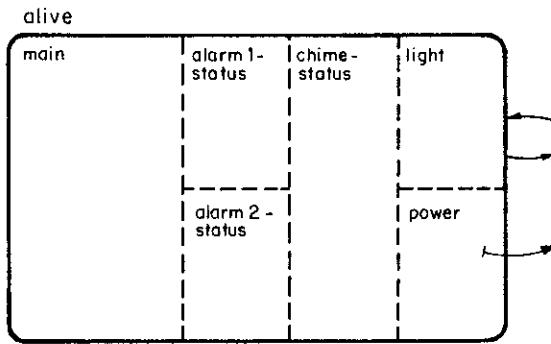 alive
main
alarm 1-
status
chime-
status
light
alarm 2 -
status
power